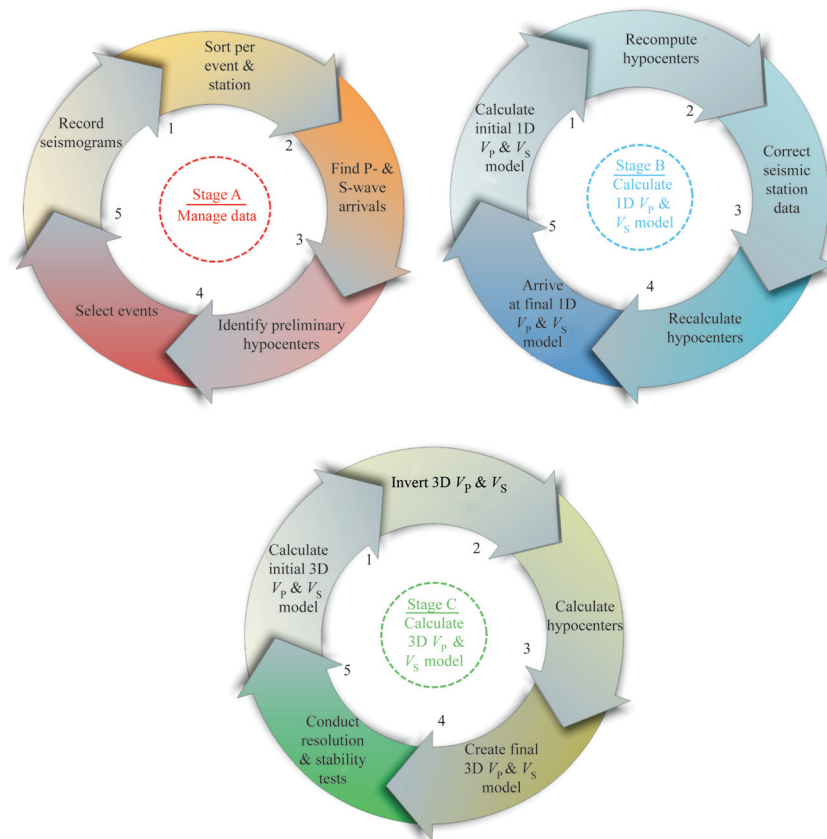 Sort per
event &
station
1
2
Find P- &
S-wave
arrivals
3
Identify preliminary
hypocenters
4
Select events
5
Record
seismograms
Stage A
Manage data
Recompute
hypocenters
1
2
Correct
seismic
station
data
3
Recalculate
hypocenters
4
Arrive
at final 1D
VP & VS
model
5
Calculate
initial 1D
VP & VS
model
Stage B
Calculate
1D VP &
VS model
Invert 3D VP & VS
1
2
Calculate
hypocenters
3
Create final
3D VP & VS
model
4
Conduct
resolution
& stability
tests
5
Calculate
initial 3D
VP & VS
model
Stage C
Calculate
3D VP &
VS model